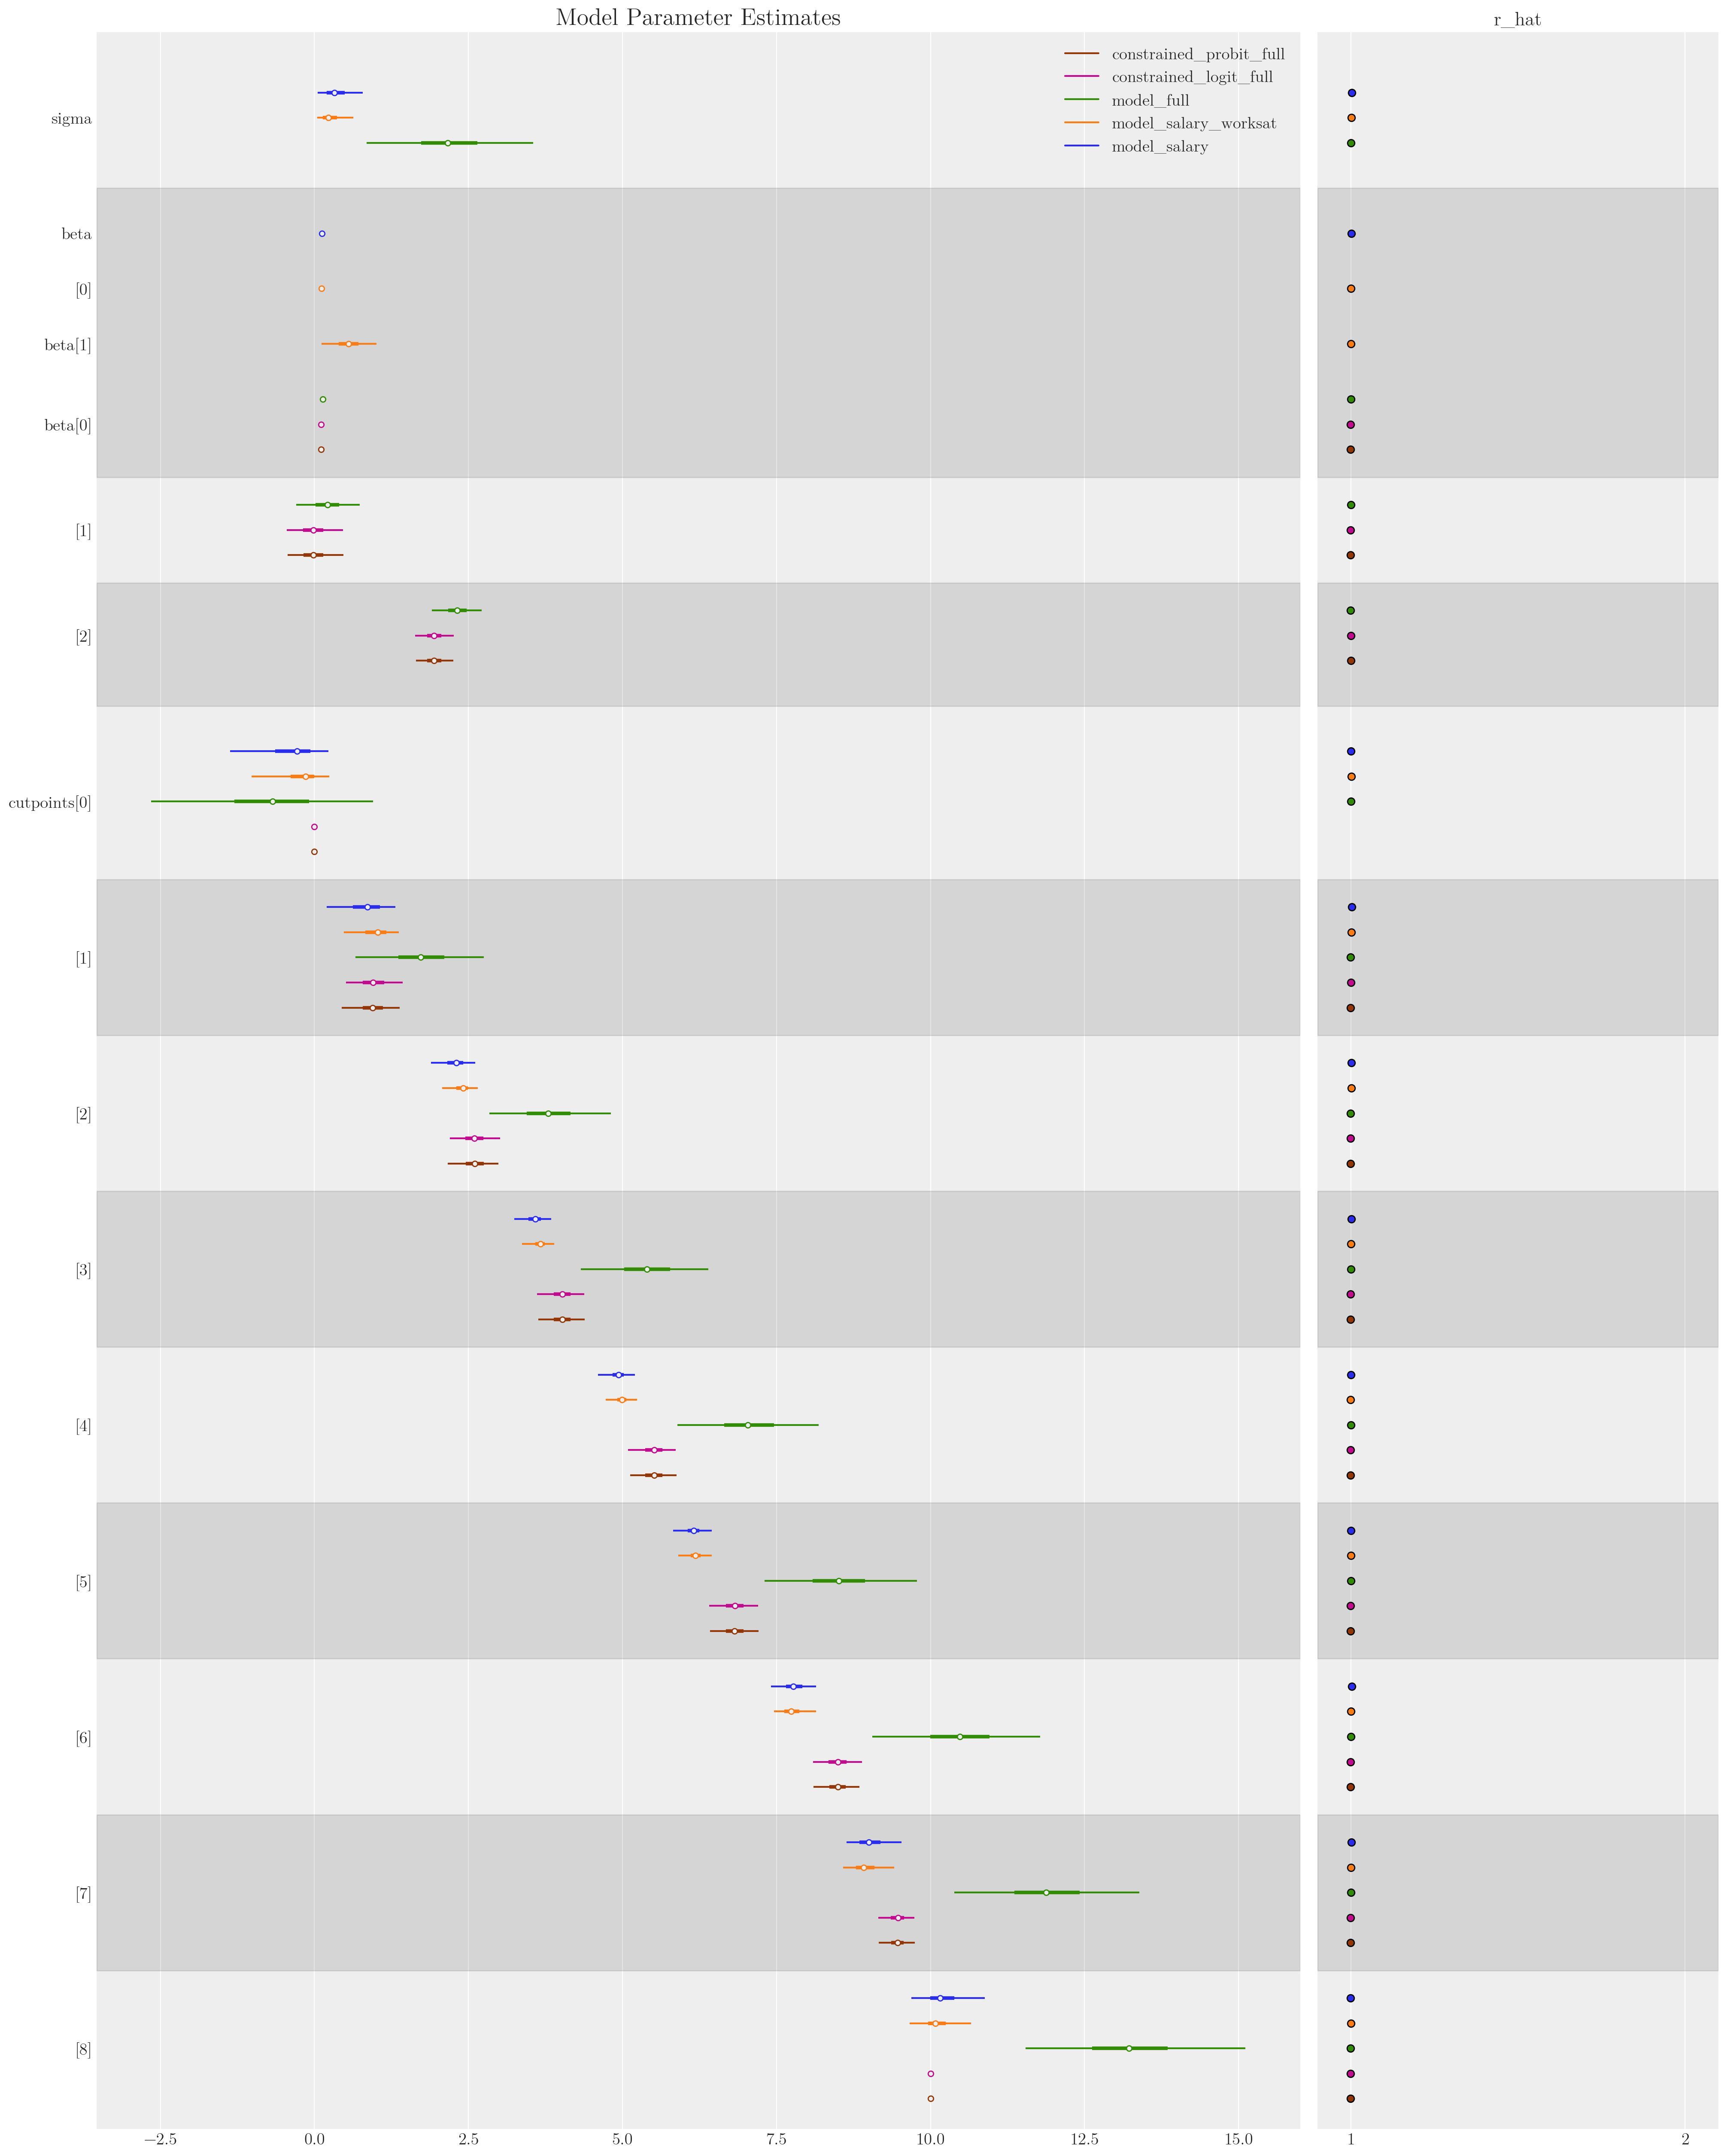 Model Parameter Estimates
r_hat
constrained_probit_full
constrained_logit_full
model_full
model_salary_worksat
model_salary
sigma
beta
[0]
beta[1]
beta[0]
[1]
[2]
cutpoints[0]
[1]
[2]
[3]
[4]
[5]
[6]
[7]
[8]
−2.5 0.0 2.5 5.0 7.5 10.0 12.5 15.0
1 2